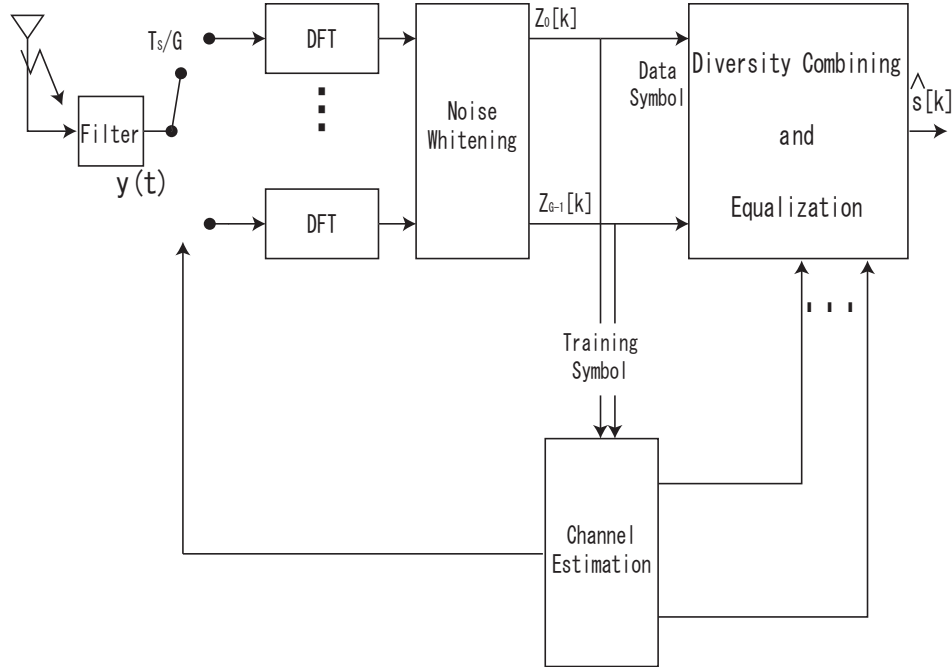 Ts/G
Filter
y(t)
DFT
DFT
Noise
Whitening
Z0[k]
ZG-1[k]
Data
Symbol
Diversity Combining
and
Equalization
ŝ[k]
Training
Symbol
Channel
Estimation